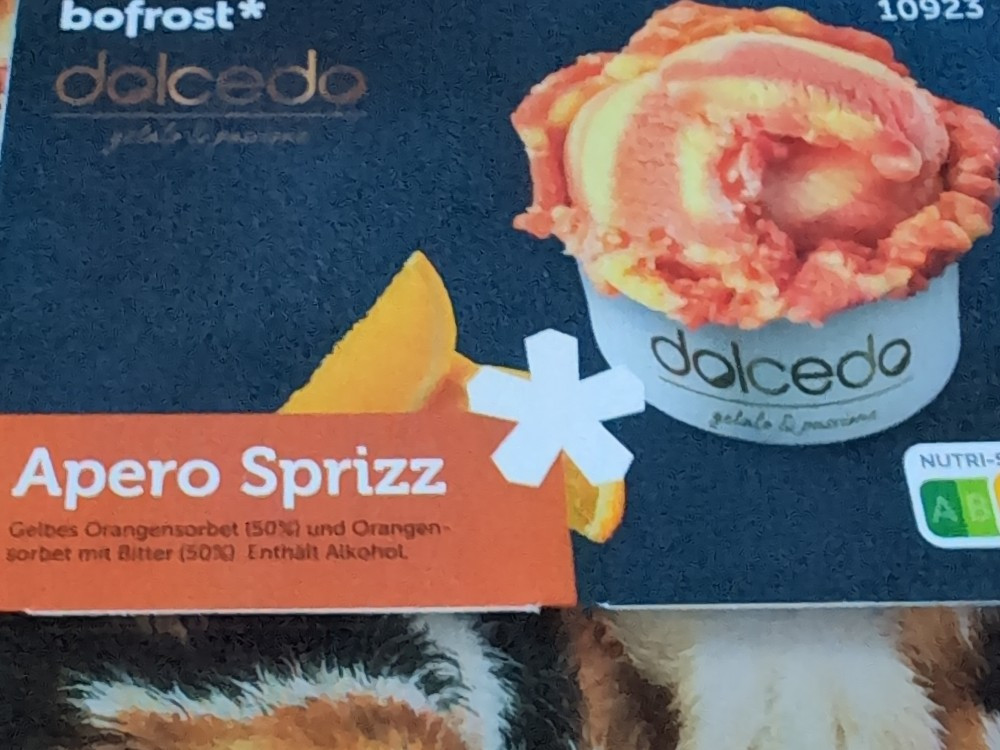 bofrost*
10923
dolcedo
gelato & passione
dolcedo
gelato & passione
NUTRI-S
A B
Apero Sprizz
Gelbes Orangensorbet (50%) und Orangen-
sorbet mit Bitter (50%). Enthält Alkohol.